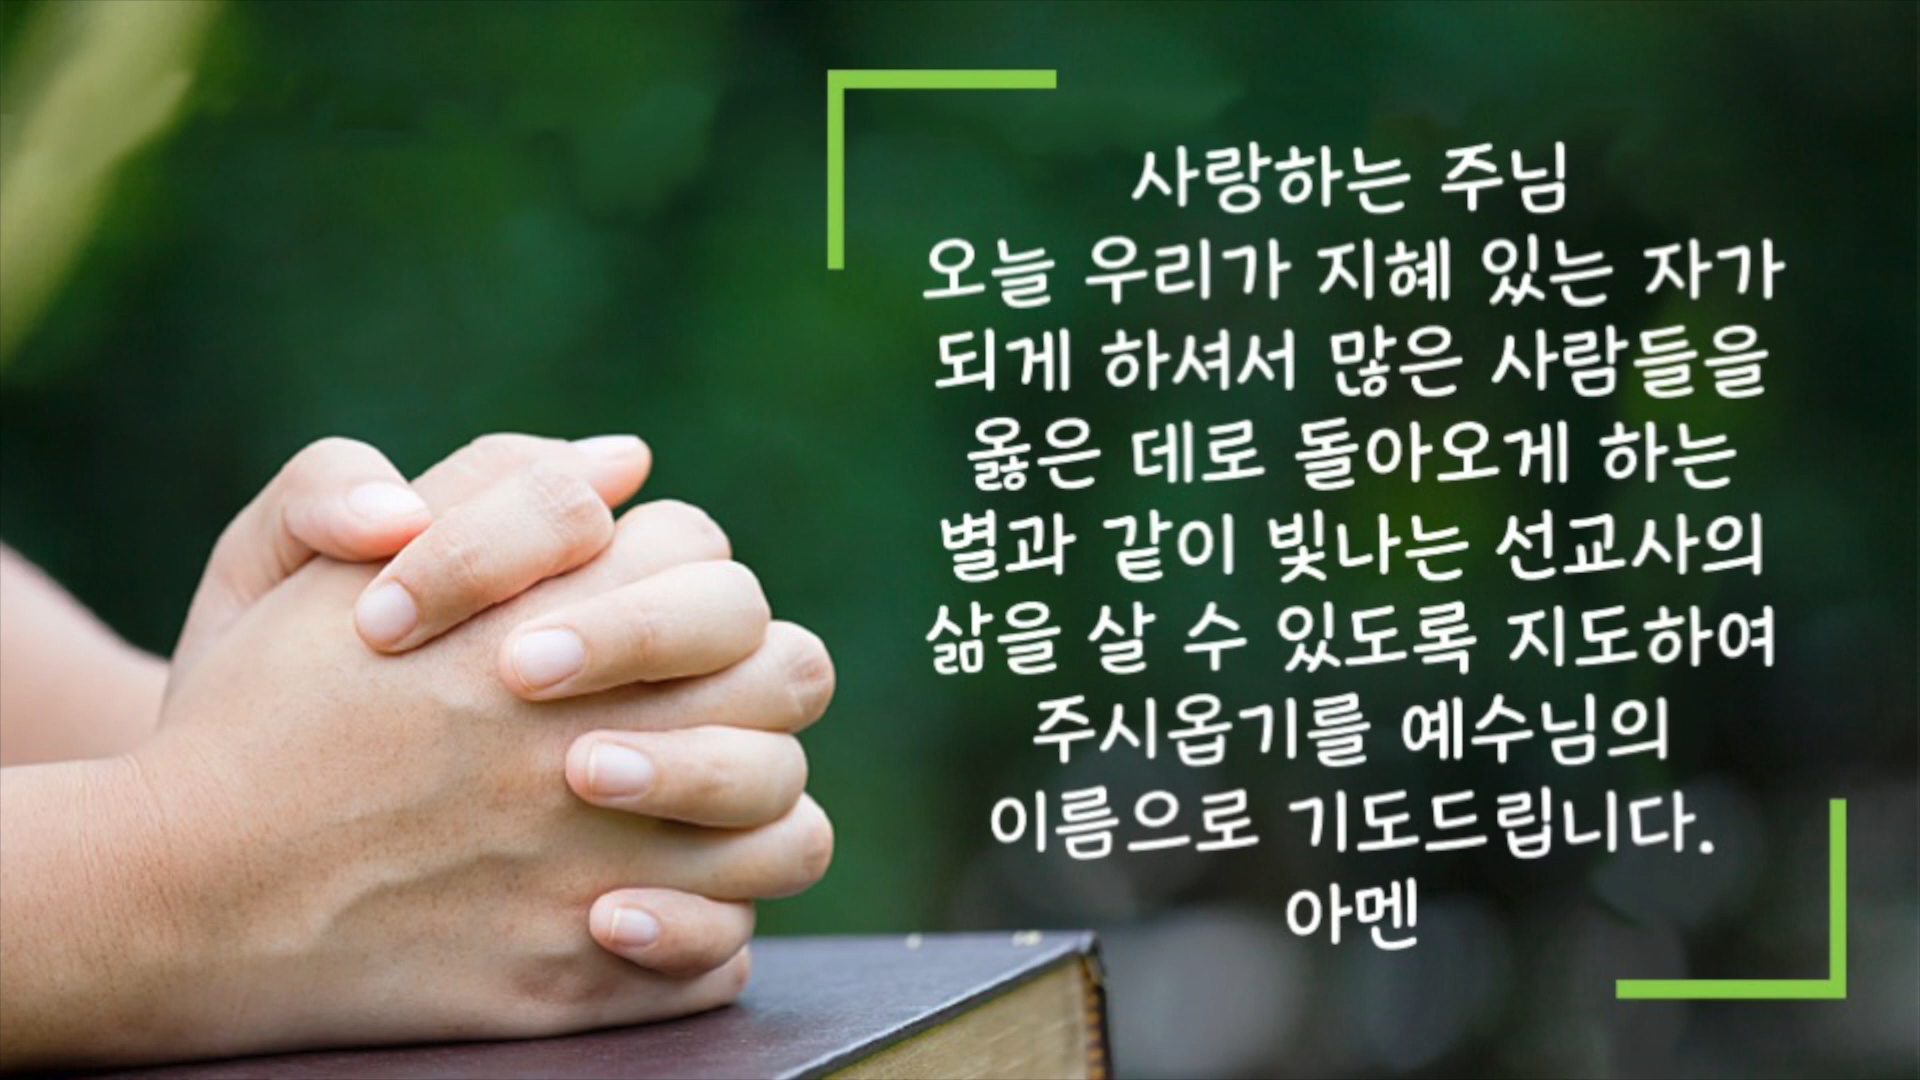 사랑하는 주님
오늘 우리가 지혜 있는 자가
되게 하셔서 많은 사람들을
옳은 데로 돌아오게 하는
별과 같이 빛나는 선교사의
삶을 살 수 있도록 지도하여
주시옵기를 예수님의
이름으로 기도드립니다.
아멘